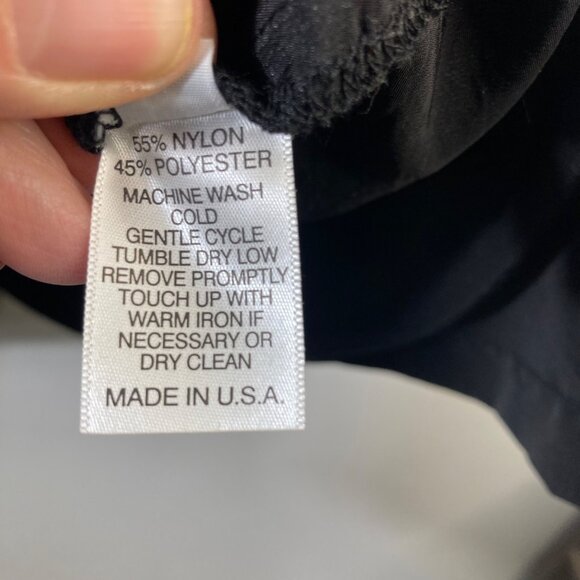 55% NYLON
45% POLYESTER
MACHINE WASH
COLD
GENTLE CYCLE
TUMBLE DRY LOW
REMOVE PROMPTLY
TOUCH UP WITH
WARM IRON IF
NECESSARY OR
DRY CLEAN
MADE IN U.S.A.